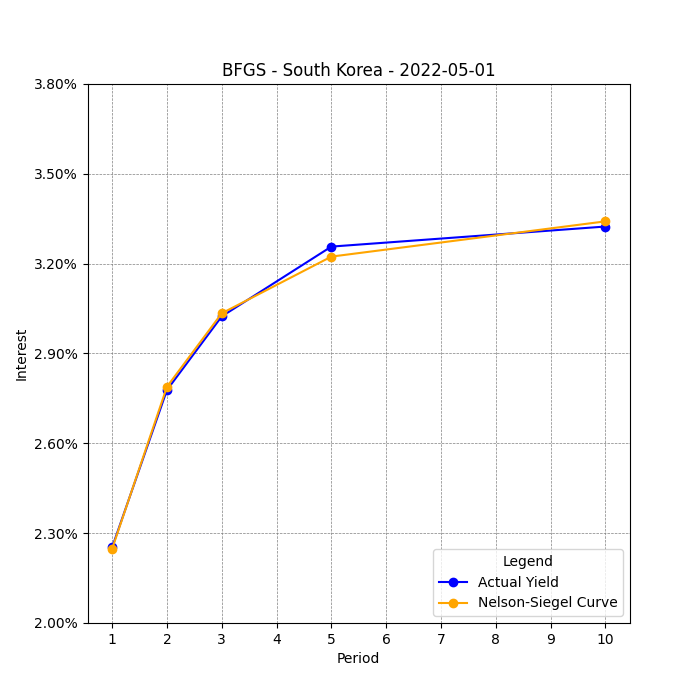 BFGS - South Korea - 2022-05-01
3.80%
3.50%
3.20%
2.90%
2.60%
2.30%
2.00%
Interest
1 2 3 4 5 6 7 8 9 10
Period
Legend
Actual Yield
Nelson-Siegel Curve